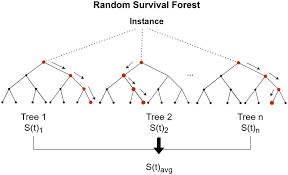 Random Survival Forest
Instance
...
Tree 1 Tree 2 Tree n
S(t)₁ S(t)₂ S(t)ₙ
S(t)avg